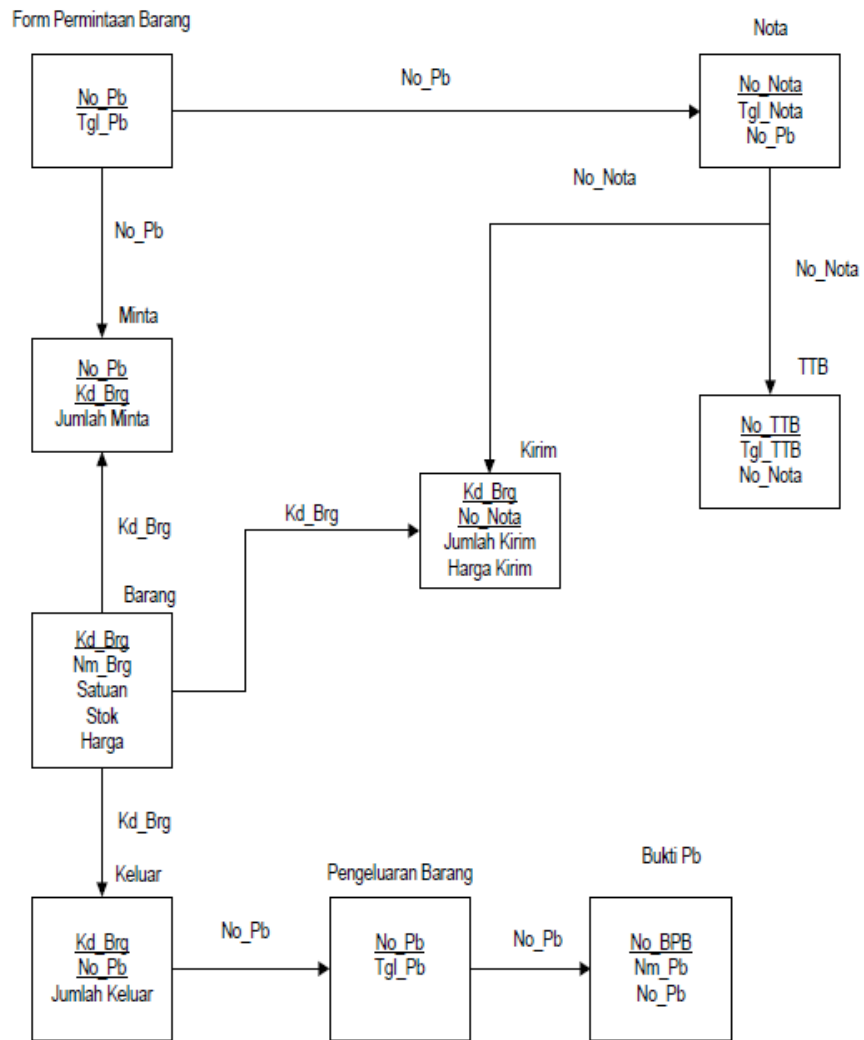 Form Permintaan Barang
Nota
No_Pb
Tgl_Pb
No_Pb
No_Nota
Tgl_Nota
No_Pb
No_Nota
No_Pb
No_Nota
Minta
No_Pb
Kd_Brg
Jumlah Minta
TTB
No_TTB
Tgl_TTB
No_Nota
Kirim
Kd_Brg
No_Nota
Jumlah Kirim
Harga Kirim
Kd_Brg
Kd_Brg
Barang
Kd_Brg
Nm_Brg
Satuan
Stok
Harga
Kd_Brg
Keluar
Pengeluaran Barang
Bukti Pb
Kd_Brg
No_Pb
Jumlah Keluar
No_Pb
No_Pb
Tgl_Pb
No_Pb
No_BPB
Nm_Pb
No_Pb